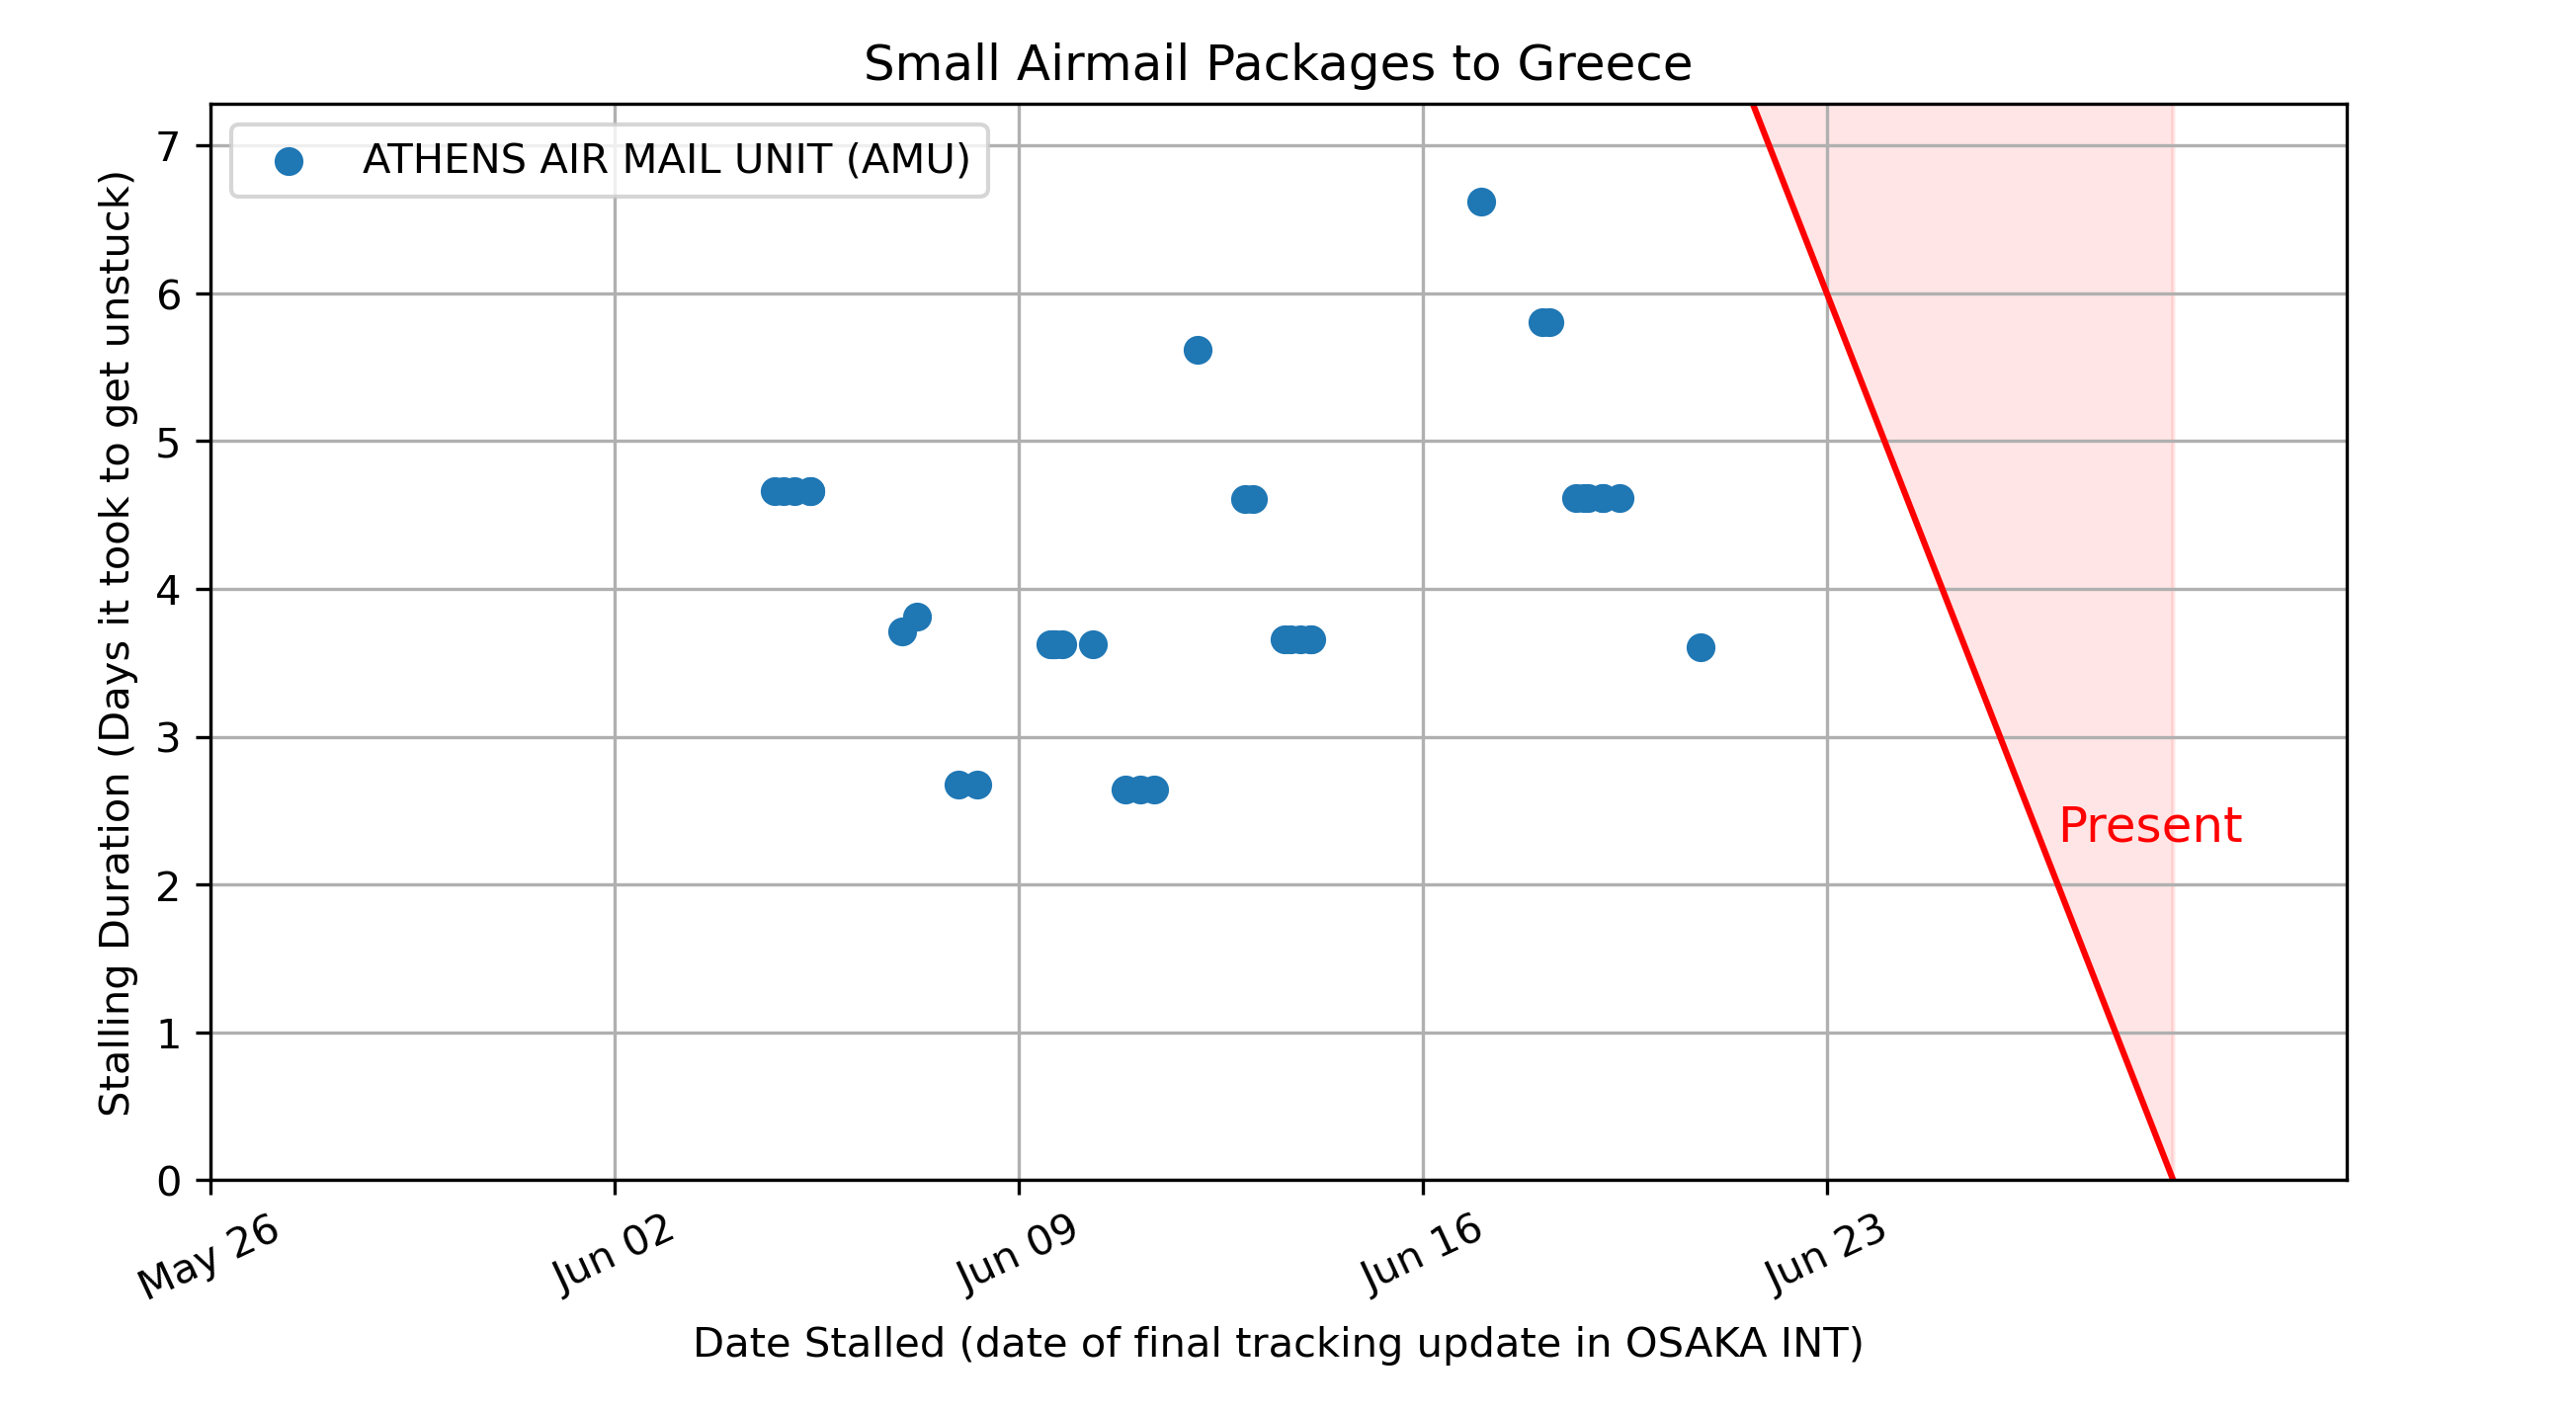 Small Airmail Packages to Greece
ATHENS AIR MAIL UNIT (AMU)
Stalling Duration (Days it took to get unstuck)
7
6
5
4
3
2
1
0
Present
May 26
Jun 02
Jun 09
Jun 16
Jun 23
Date Stalled (date of final tracking update in OSAKA INT)